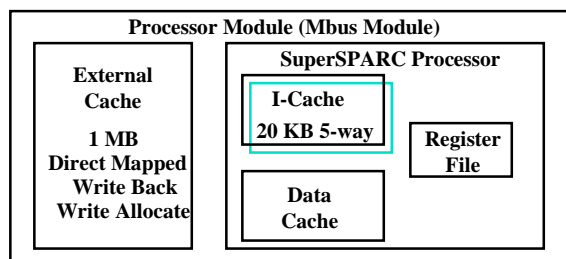 Processor Module (Mbus Module)
External
Cache
1 MB
Direct Mapped
Write Back
Write Allocate
SuperSPARC Processor
I-Cache
20 KB 5-way
Register
File
Data
Cache